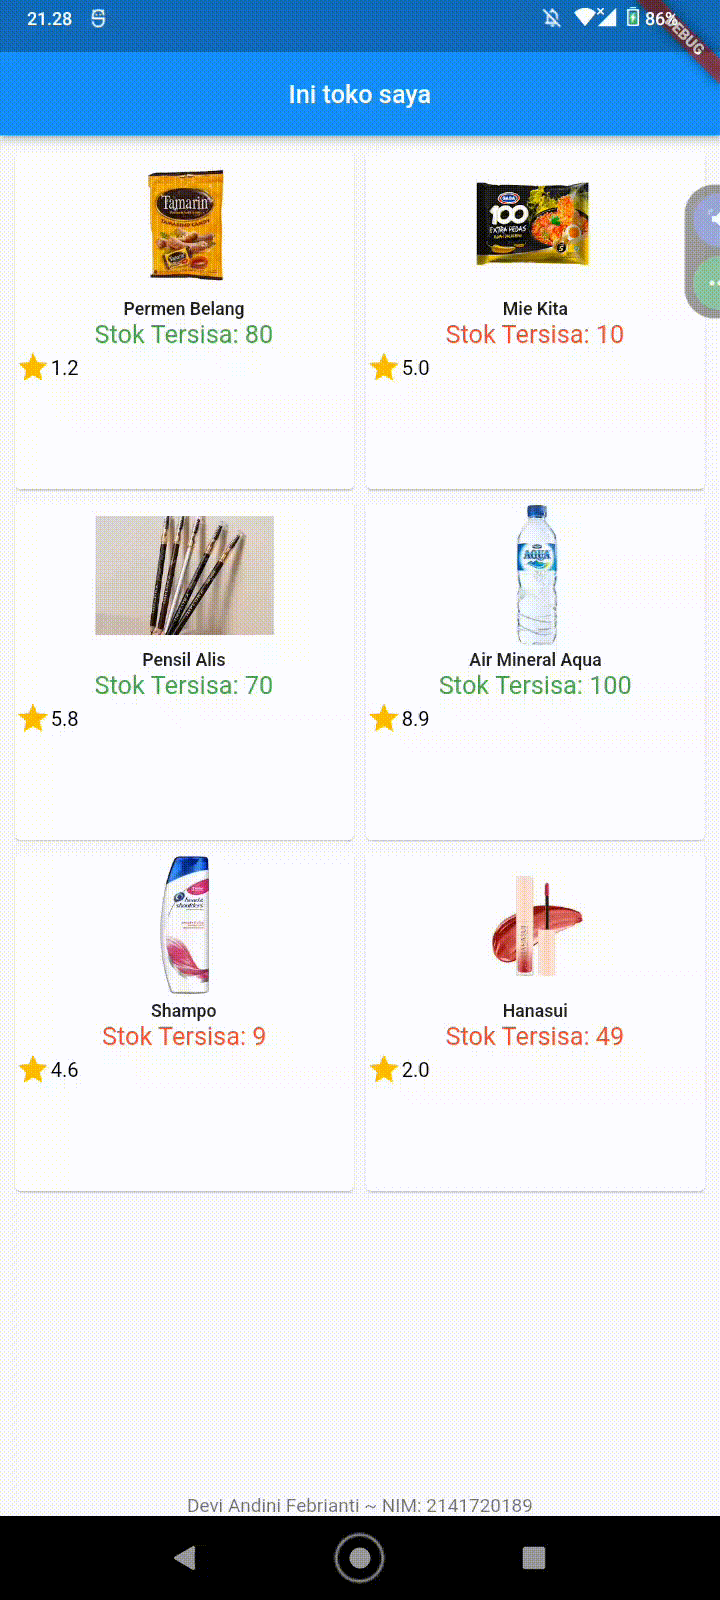 21.28
86%
DEBUG
Ini toko saya
Tamarin
100
EXTRA PEDAS
Permen Belang
Mie Kita
Stok Tersisa: 80
Stok Tersisa: 10
1.2
5.0
AQUA
Pensil Alis
Air Mineral Aqua
Stok Tersisa: 70
Stok Tersisa: 100
5.8
8.9
head &
shoulders
Shampo
Hanasui
Stok Tersisa: 9
Stok Tersisa: 49
4.6
2.0
Devi Andini Febrianti ~ NIM: 2141720189